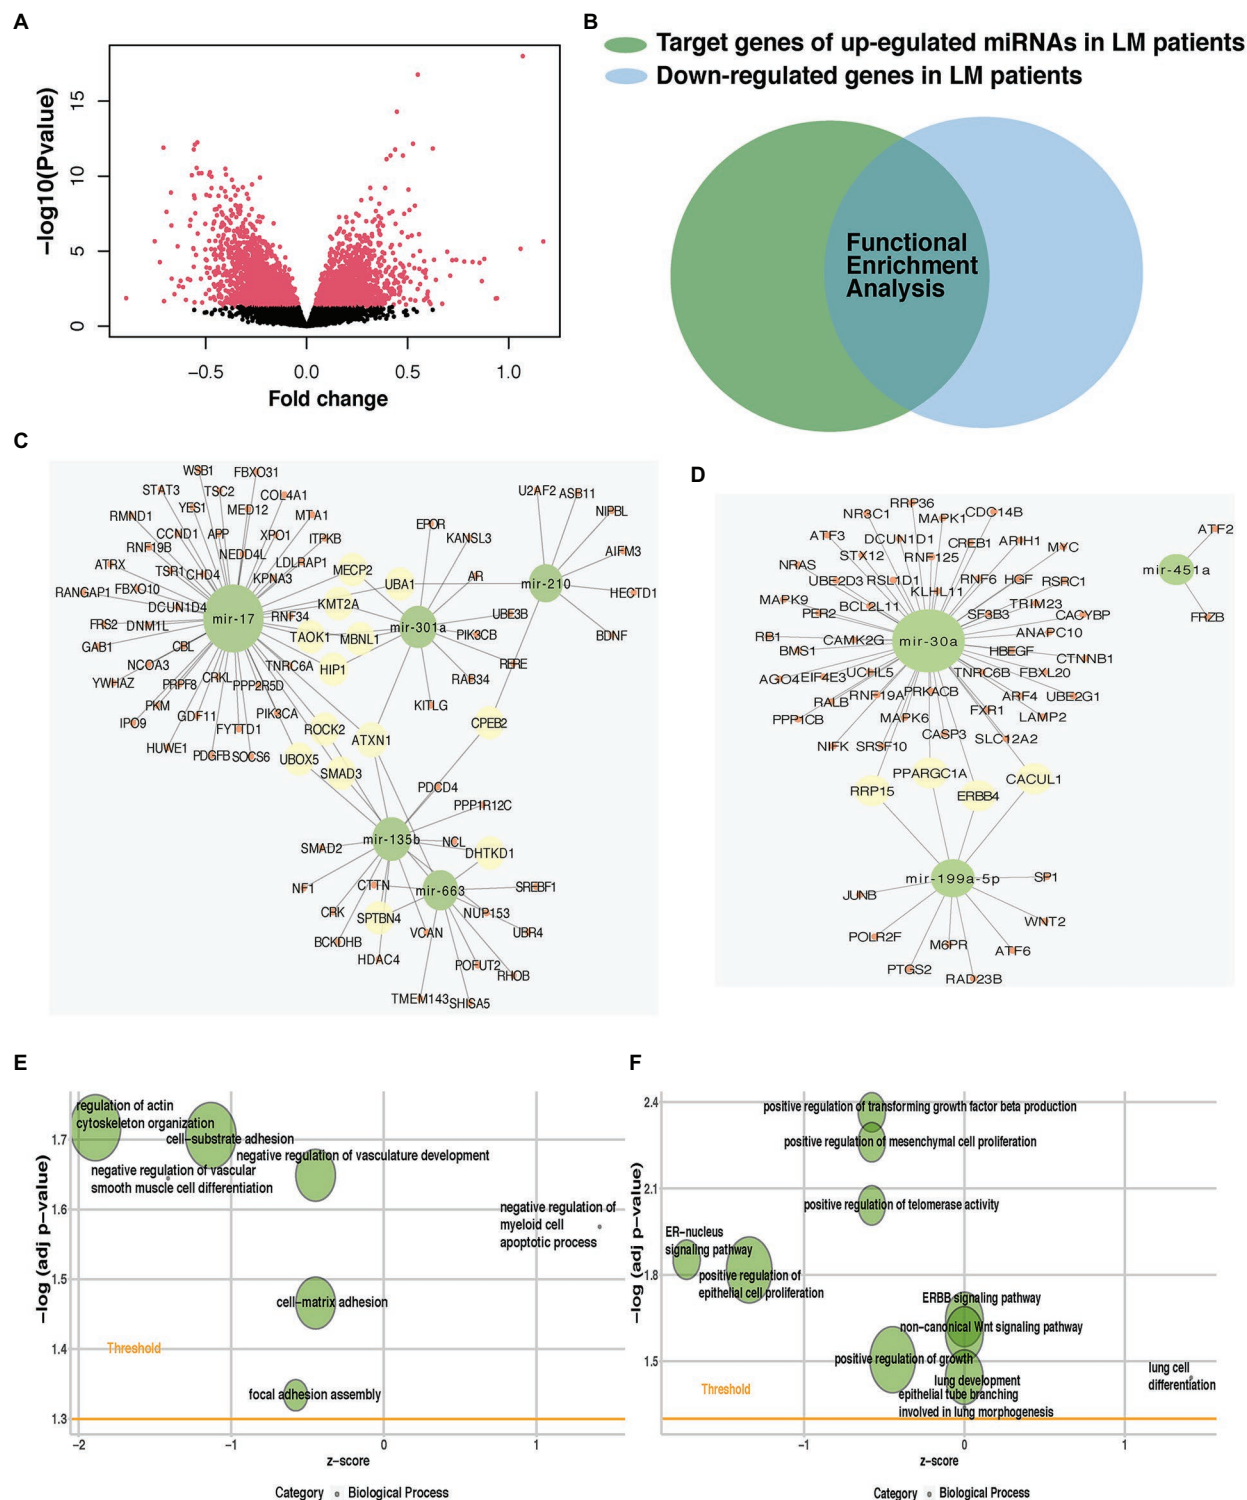 A
−log10(Pvalue)
15
10
5
0
−0.5
0.0
0.5
1.0
Fold change
B
Target genes of up-egulated miRNAs in LM patients
Down-regulated genes in LM patients
Functional
Enrichment
Analysis
C
WSB1
FBXO31
STAT3
TSC2
COL4A1
YES1
MED12
RMND1
MTA1
CCND1
APP
XPO1
ITPKB
RNF19B
NEDD4L
ATRX
TSR1
CHD4
LDLRAP1
KPNA3
MECP2
RANGAP1
FBXO10
DCUN1D4
UBA1
KMT2A
FRS2
DNM1L
mir-17
RNF34
TAOK1
MBNL1
mir-301a
GAB1
CBL
NCOA3
TNRC6A
HIP1
YWHAZ
PRPF8
CRKL
PPP2R5D
PKM
IPO9
GDF11
PIK3CA
FYTTD1
ROCK2
ATXN1
HUWE1
PDGFB
SOCS6
UBOX5
SMAD3
EPOR
KANSL3
AR
UBE3B
PIK3CB
RERE
RAB34
KITLG
CPEB2
U2AF2
ASB11
NIPBL
AIFM3
mir-210
HECTD1
BDNF
PDCD4
PPP1R12C
mir-135b
SMAD2
NCL
DHTKD1
NF1
CTTN
mir-663
SREBF1
CRK
SPTBN4
NUP153
BCKDHB
VCAN
UBR4
HDAC4
POFUT2
RHOB
TMEM143
SHISA5
D
RRP36
NR3C1
MAPK1
CDC14B
ATF3
DCUN1D1
CREB1
ARIH1
MYC
STX12
RNF125
NRAS
UBE2D3
RSL1D1
RNF6
HGF
RSRC1
KLHL11
MAPK9
BCL2L11
TRIM23
PER2
SF3B3
CACYBP
RB1
CAMK2G
mir-30a
ANAPC10
BMS1
HBEGF
CTNNB1
AGO4
EIF4E3
UCHL5
TNRC6B
FBXL20
RALB
RNF19A
PRKACB
ARF4
UBE2G1
PPP1CB
MAPK6
FXR1
LAMP2
NIFK
SRSF10
CASP3
SLC12A2
RRP15
PPARGC1A
ERBB4
CACUL1
ATF2
mir-451a
FRZB
mir-199a-5p
SP1
JUNB
WNT2
POLR2F
M6PR
ATF6
PTGS2
RAD23B
E
−log (adj p−value)
1.7
1.6
1.5
1.4
1.3
regulation of actin
cytoskeleton organization
cell−substrate adhesion
negative regulation of vasculature development
negative regulation of vascular
smooth muscle cell differentiation
negative regulation of
myeloid cell
apoptotic process
cell−matrix adhesion
Threshold
focal adhesion assembly
−2
−1
0
1
z−score
Category
Biological Process
F
−log (adj p−value)
2.4
2.1
1.8
1.5
positive regulation of transforming growth factor beta production
positive regulation of mesenchymal cell proliferation
positive regulation of telomerase activity
ER−nucleus
signaling pathway
positive regulation of
epithelial cell proliferation
ERBB signaling pathway
non−canonical Wnt signaling pathway
positive regulation of growth
lung cell
differentiation
lung development
Threshold
epithelial tube branching
involved in lung morphogenesis
−1
0
1
z−score
Category
Biological Process